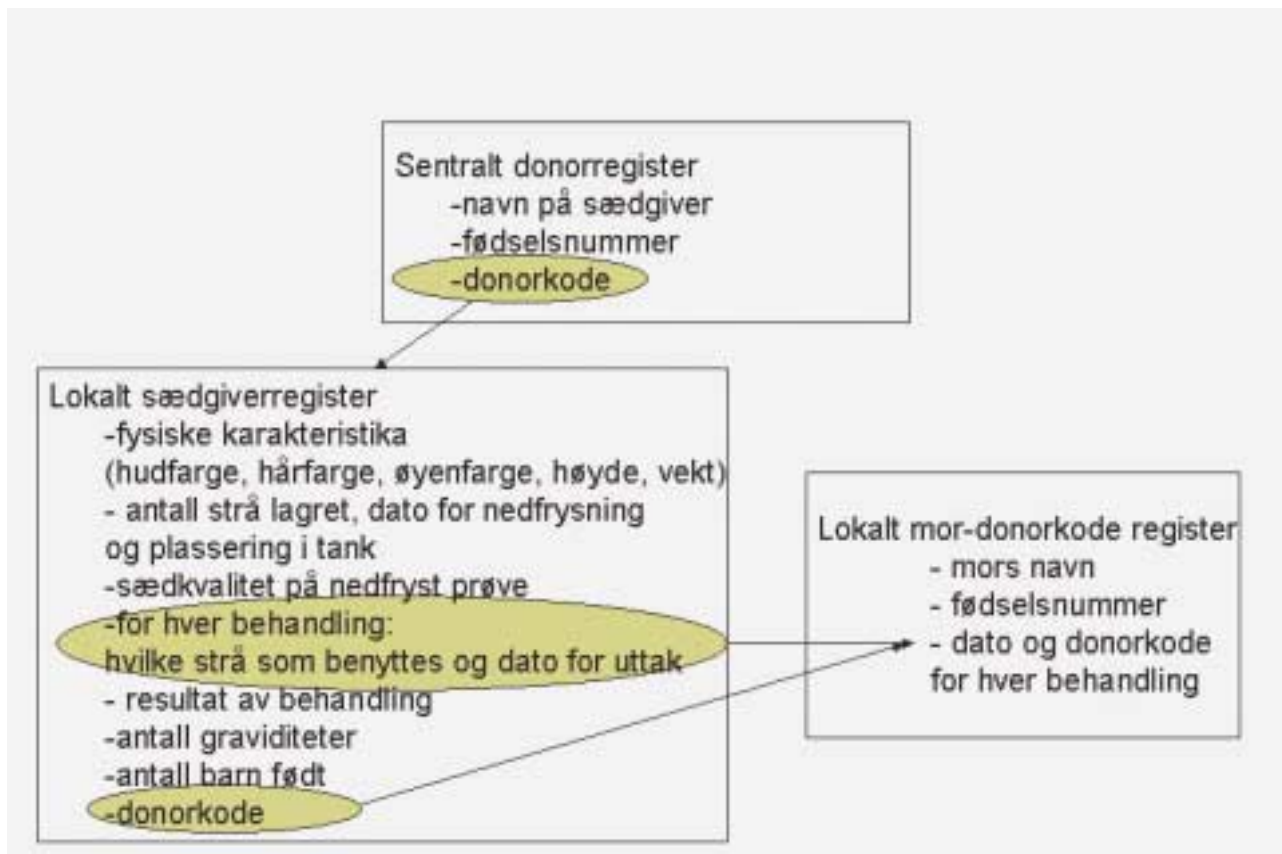 Sentralt donorregister
-navn på sædgiver
-fødselsnummer
-donorkode
Lokalt sædgiverregister
-fysiske karakteristika
(hudfarge, hårfarge, øyenfarge, høyde, vekt)
- antall strå lagret, dato for nedfrysning
og plassering i tank
-sædkvalitet på nedfryst prøve
-for hver behandling:
hvilke strå som benyttes og dato for uttak
- resultat av behandling
-antall graviditeter
-antall barn født
-donorkode
Lokalt mor-donorkode register
- mors navn
- fødselsnummer
- dato og donorkode
for hver behandling